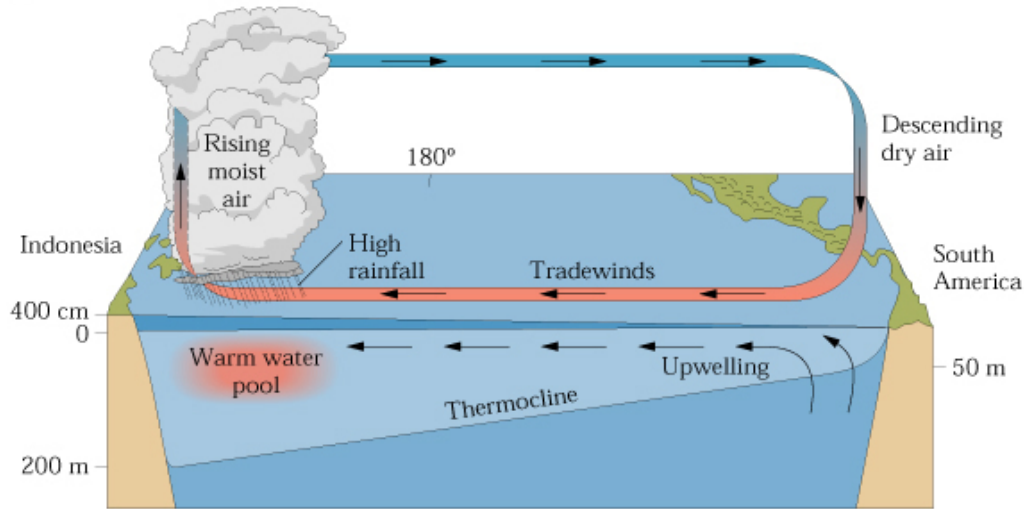 Rising
moist
air
180º
Descending
dry air
Indonesia
High
rainfall
Tradewinds
South
America
400 cm
0
Warm water
pool
Upwelling
50 m
Thermocline
200 m